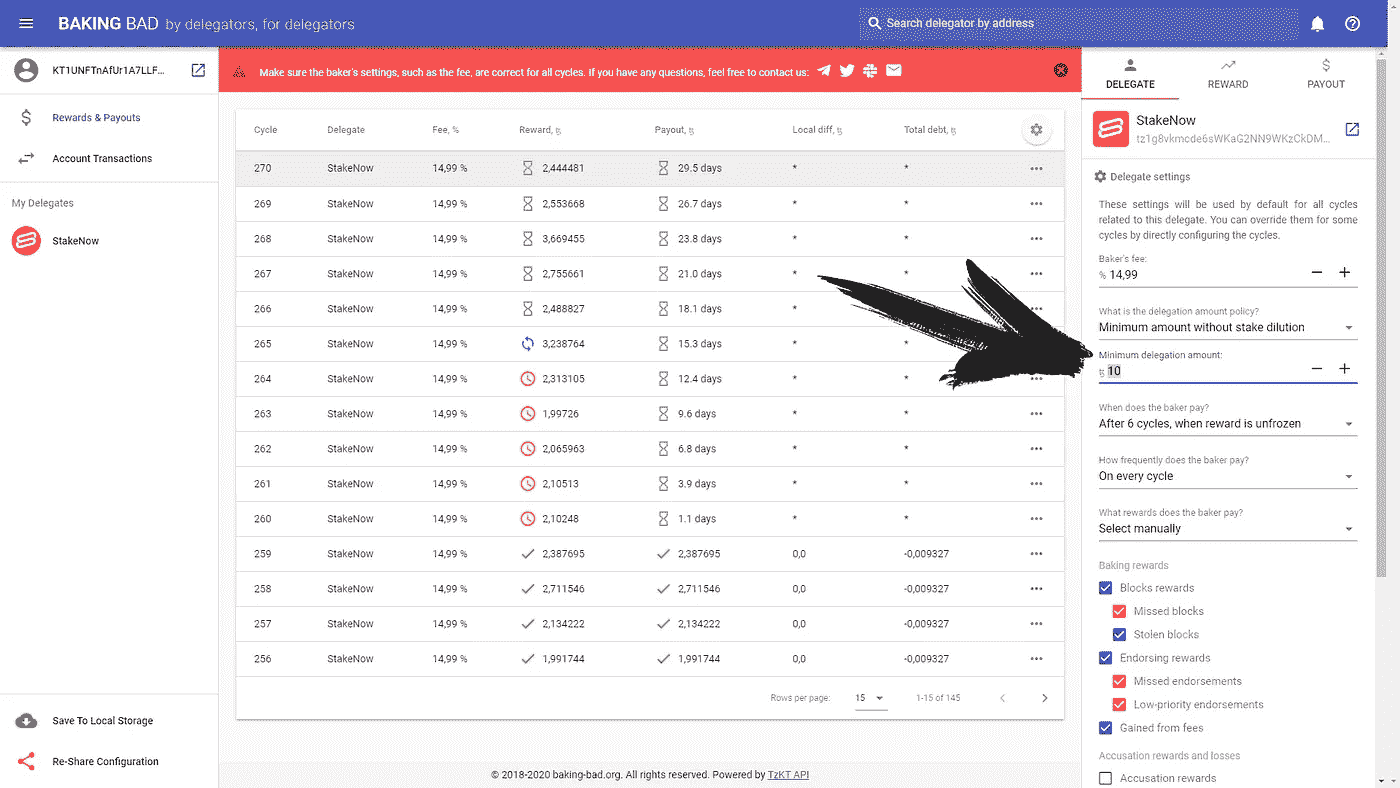 BAKING BAD by delegators, for delegators
Search delegator by address
KT1UNFTnAfUr1A7LLF...
Rewards & Payouts
Account Transactions
My Delegates
StakeNow
Save To Local Storage
Re-Share Configuration
Make sure the baker's settings, such as the fee, are correct for all cycles. If you have any questions, feel free to contact us:
Cycle Delegate Fee, % Reward, ꜩ Payout, ꜩ Local diff, ꜩ Total debt, ꜩ
270 StakeNow 14,99 % 2,444481 29.5 days * *
269 StakeNow 14,99 % 2,553668 26.7 days * *
268 StakeNow 14,99 % 3,669455 23.8 days * *
267 StakeNow 14,99 % 2,755661 21.0 days * *
266 StakeNow 14,99 % 2,488827 18.1 days * *
265 StakeNow 14,99 % 3,238764 15.3 days * *
264 StakeNow 14,99 % 2,313105 12.4 days * *
263 StakeNow 14,99 % 1,99726 9.6 days * *
262 StakeNow 14,99 % 2,065963 6.8 days * *
261 StakeNow 14,99 % 2,10513 3.9 days * *
260 StakeNow 14,99 % 2,10248 1.1 days * *
259 StakeNow 14,99 % 2,387695 2,387695 0,0 -0,009327
258 StakeNow 14,99 % 2,711546 2,711546 0,0 -0,009327
257 StakeNow 14,99 % 2,134222 2,134222 0,0 -0,009327
256 StakeNow 14,99 % 1,991744 1,991744 0,0 -0,009327
Rows per page: 15 1-15 of 145
© 2018-2020 baking-bad.org. All rights reserved. Powered by TzKT API
DELEGATE REWARD PAYOUT
StakeNow
tz1g8vkmcde6sWKaG2NN9WKzCkDM...
Delegate settings
These settings will be used by default for all cycles
related to this delegate. You can override them for some
cycles by directly configuring the cycles.
Baker's fee:
% 14,99
What is the delegation amount policy?
Minimum amount without stake dilution
Minimum delegation amount:
ꜩ 10
When does the baker pay?
After 6 cycles, when reward is unfrozen
How frequently does the baker pay?
On every cycle
What rewards does the baker pay?
Select manually
Baking rewards
Blocks rewards
Missed blocks
Stolen blocks
Endorsing rewards
Missed endorsements
Low-priority endorsements
Gained from fees
Accusation rewards and losses
Accusation rewards